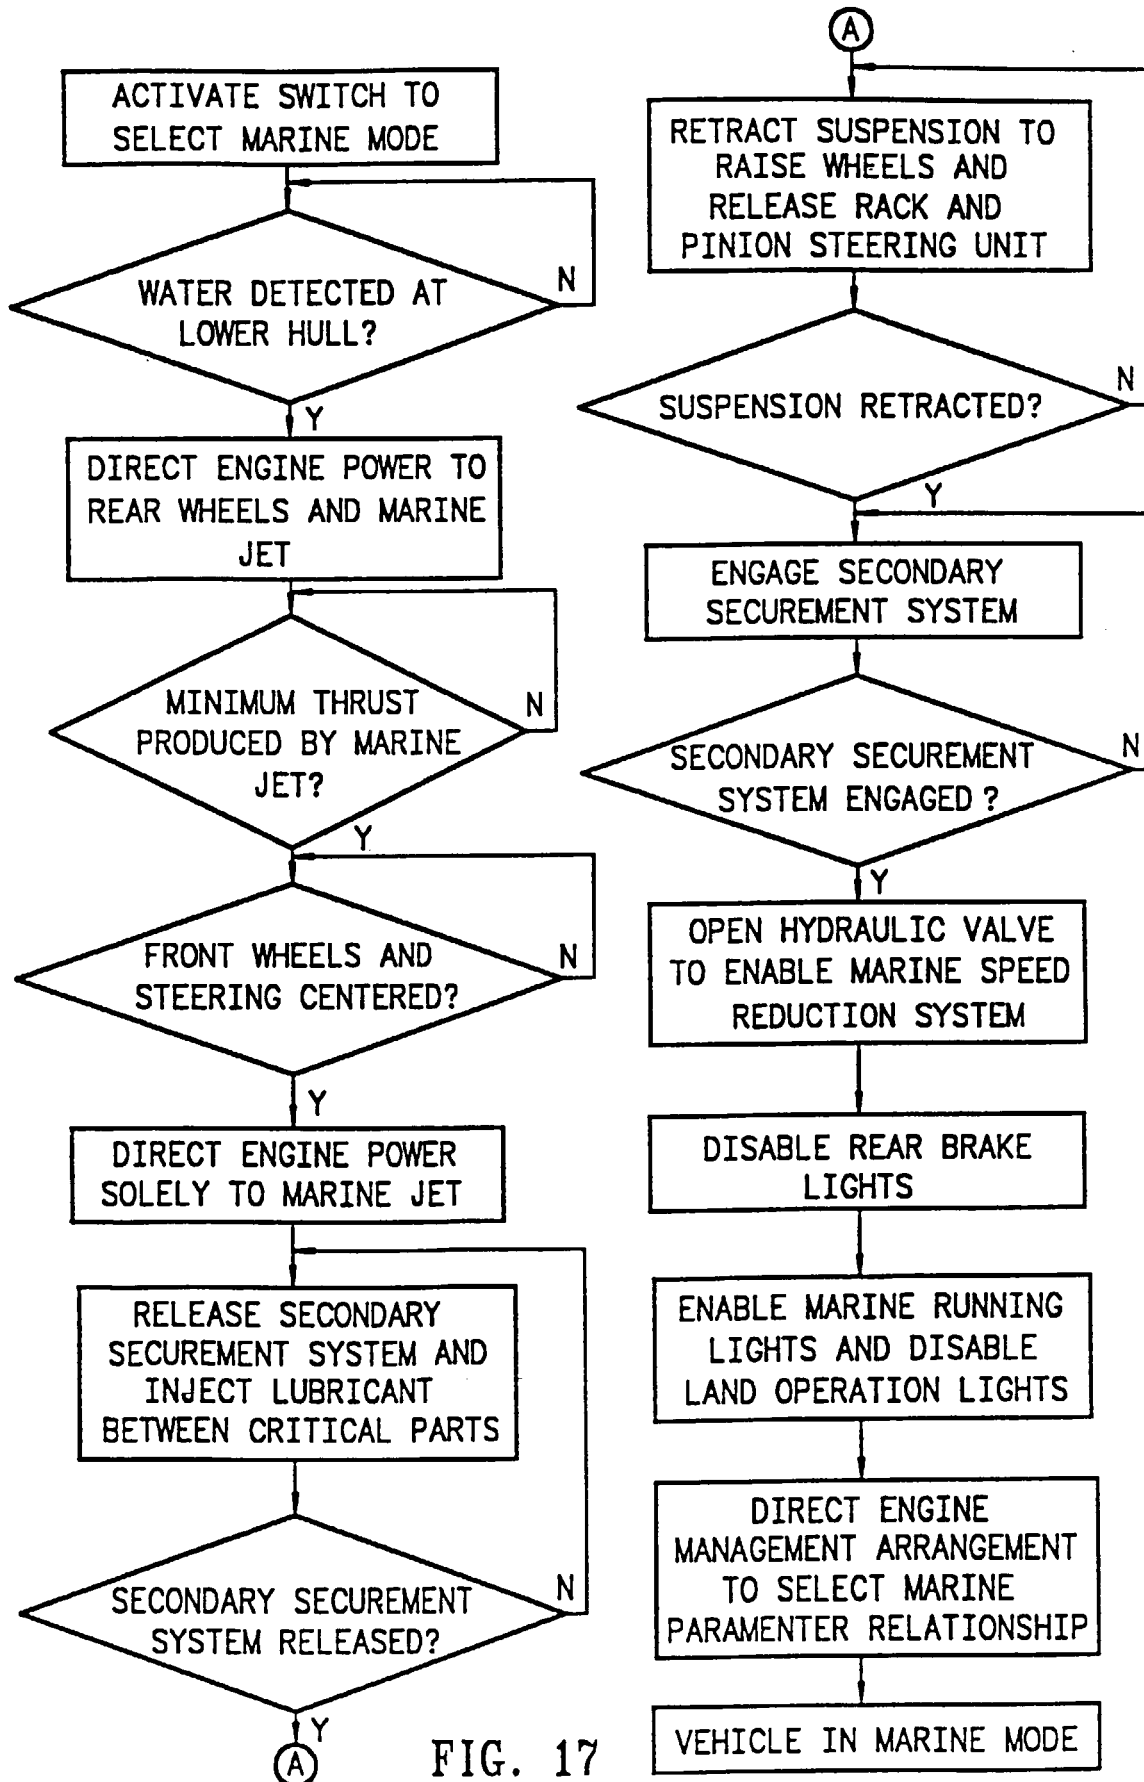 ACTIVATE SWITCH TO
SELECT MARINE MODE
WATER DETECTED AT
LOWER HULL?
N
Y
DIRECT ENGINE POWER TO
REAR WHEELS AND MARINE
JET
MINIMUM THRUST
PRODUCED BY MARINE
JET?
N
Y
FRONT WHEELS AND
STEERING CENTERED?
N
Y
DIRECT ENGINE POWER
SOLELY TO MARINE JET
RELEASE SECONDARY
SECUREMENT SYSTEM AND
INJECT LUBRICANT
BETWEEN CRITICAL PARTS
SECONDARY SECUREMENT
SYSTEM RELEASED?
N
Y
A
A
RETRACT SUSPENSION TO
RAISE WHEELS AND
RELEASE RACK AND
PINION STEERING UNIT
SUSPENSION RETRACTED?
N
Y
ENGAGE SECONDARY
SECUREMENT SYSTEM
SECONDARY SECUREMENT
SYSTEM ENGAGED ?
N
Y
OPEN HYDRAULIC VALVE
TO ENABLE MARINE SPEED
REDUCTION SYSTEM
DISABLE REAR BRAKE
LIGHTS
ENABLE MARINE RUNNING
LIGHTS AND DISABLE
LAND OPERATION LIGHTS
DIRECT ENGINE
MANAGEMENT ARRANGEMENT
TO SELECT MARINE
PARAMENTER RELATIONSHIP
VEHICLE IN MARINE MODE
FIG. 17